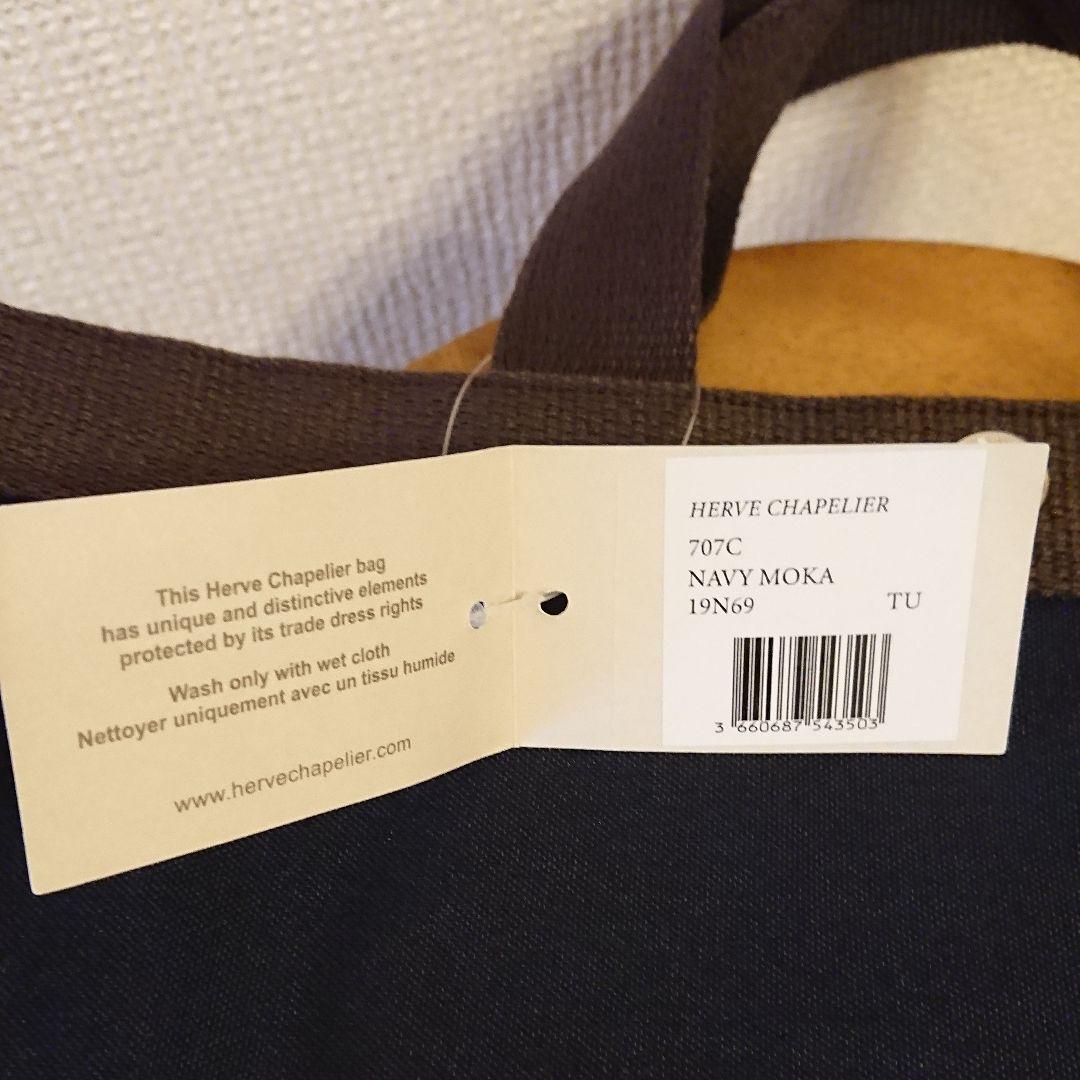 This Herve Chapelier bag
has unique and distinctive elements
protected by its trade dress rights
Wash only with wet cloth
Nettoyer uniquement avec un tissu humide
www.hervechapelier.com
HERVE CHAPELIER
707C
NAVY MOKA
19N69 TU
3 660687 543503